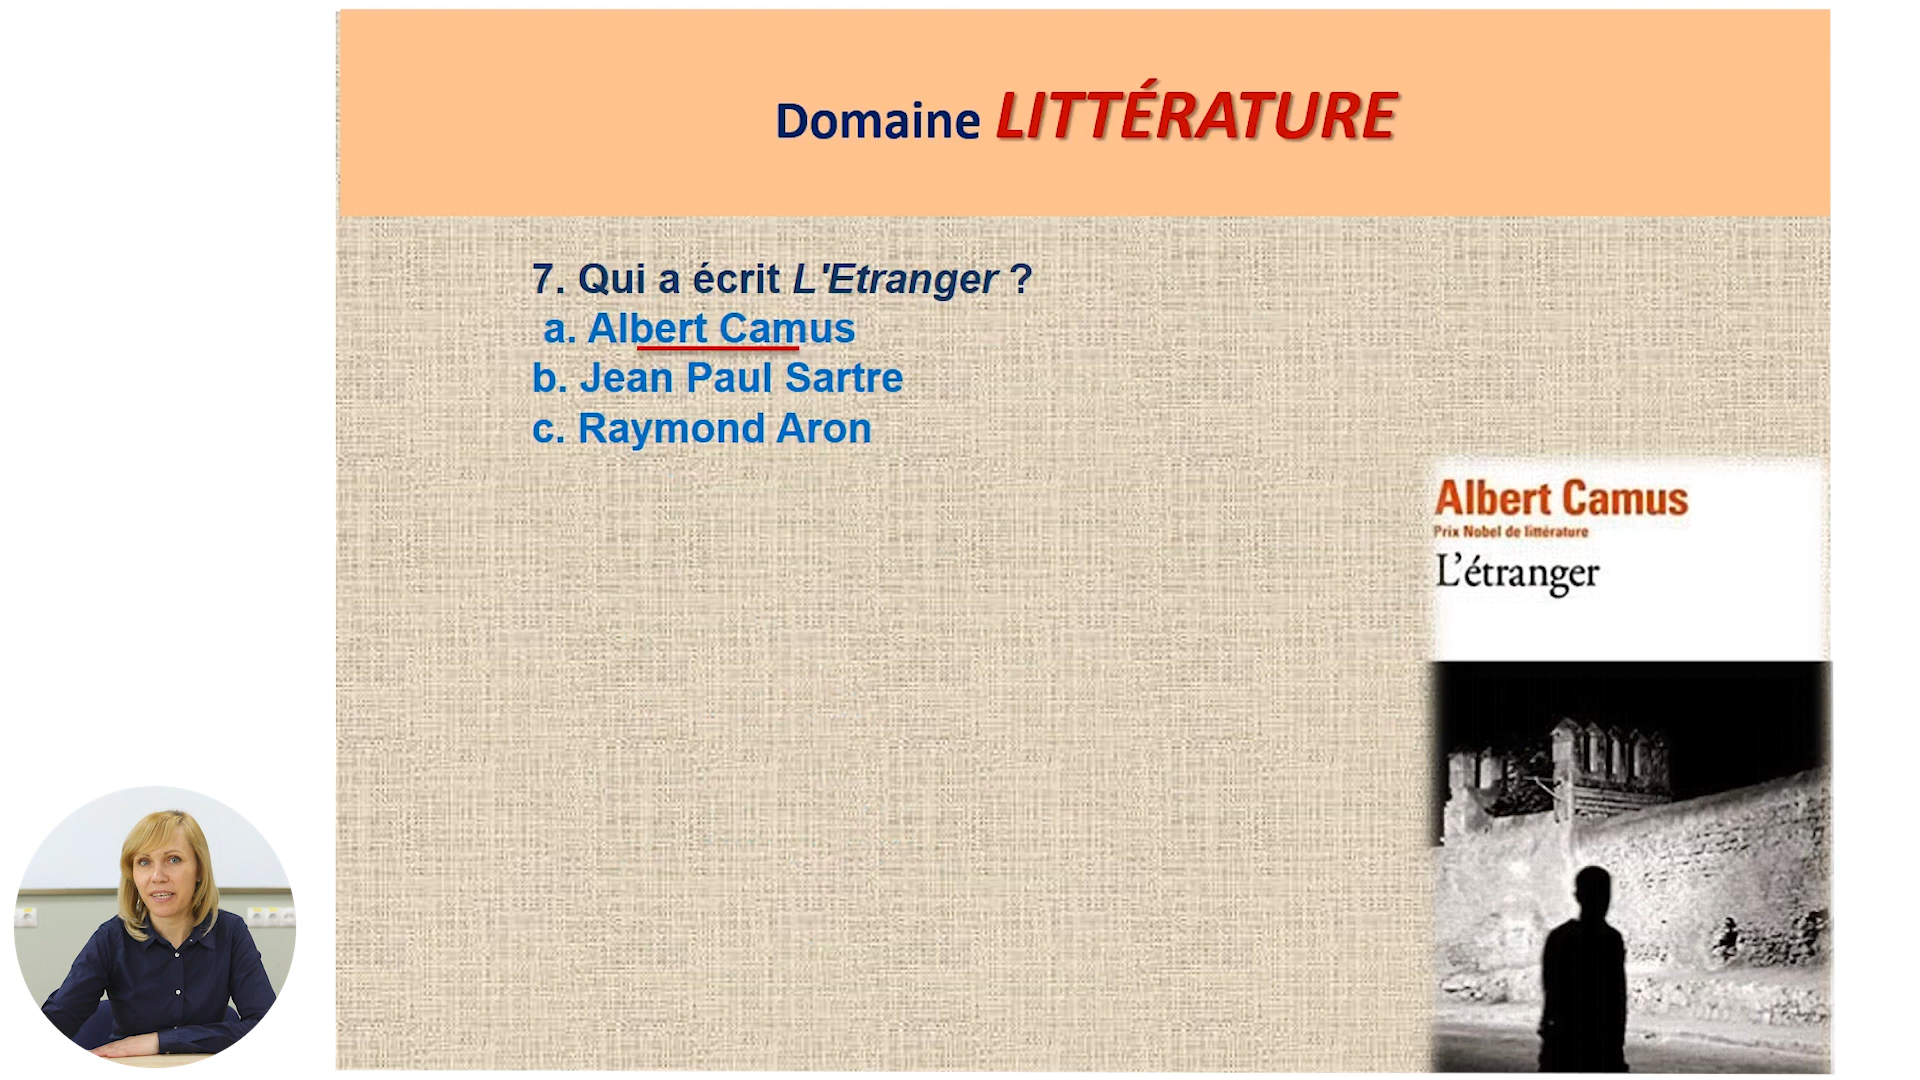 Domaine LITTÉRATURE
7. Qui a écrit L'Etranger ?
a. Albert Camus
b. Jean Paul Sartre
c. Raymond Aron
Albert Camus
Prix Nobel de littérature
L'étranger